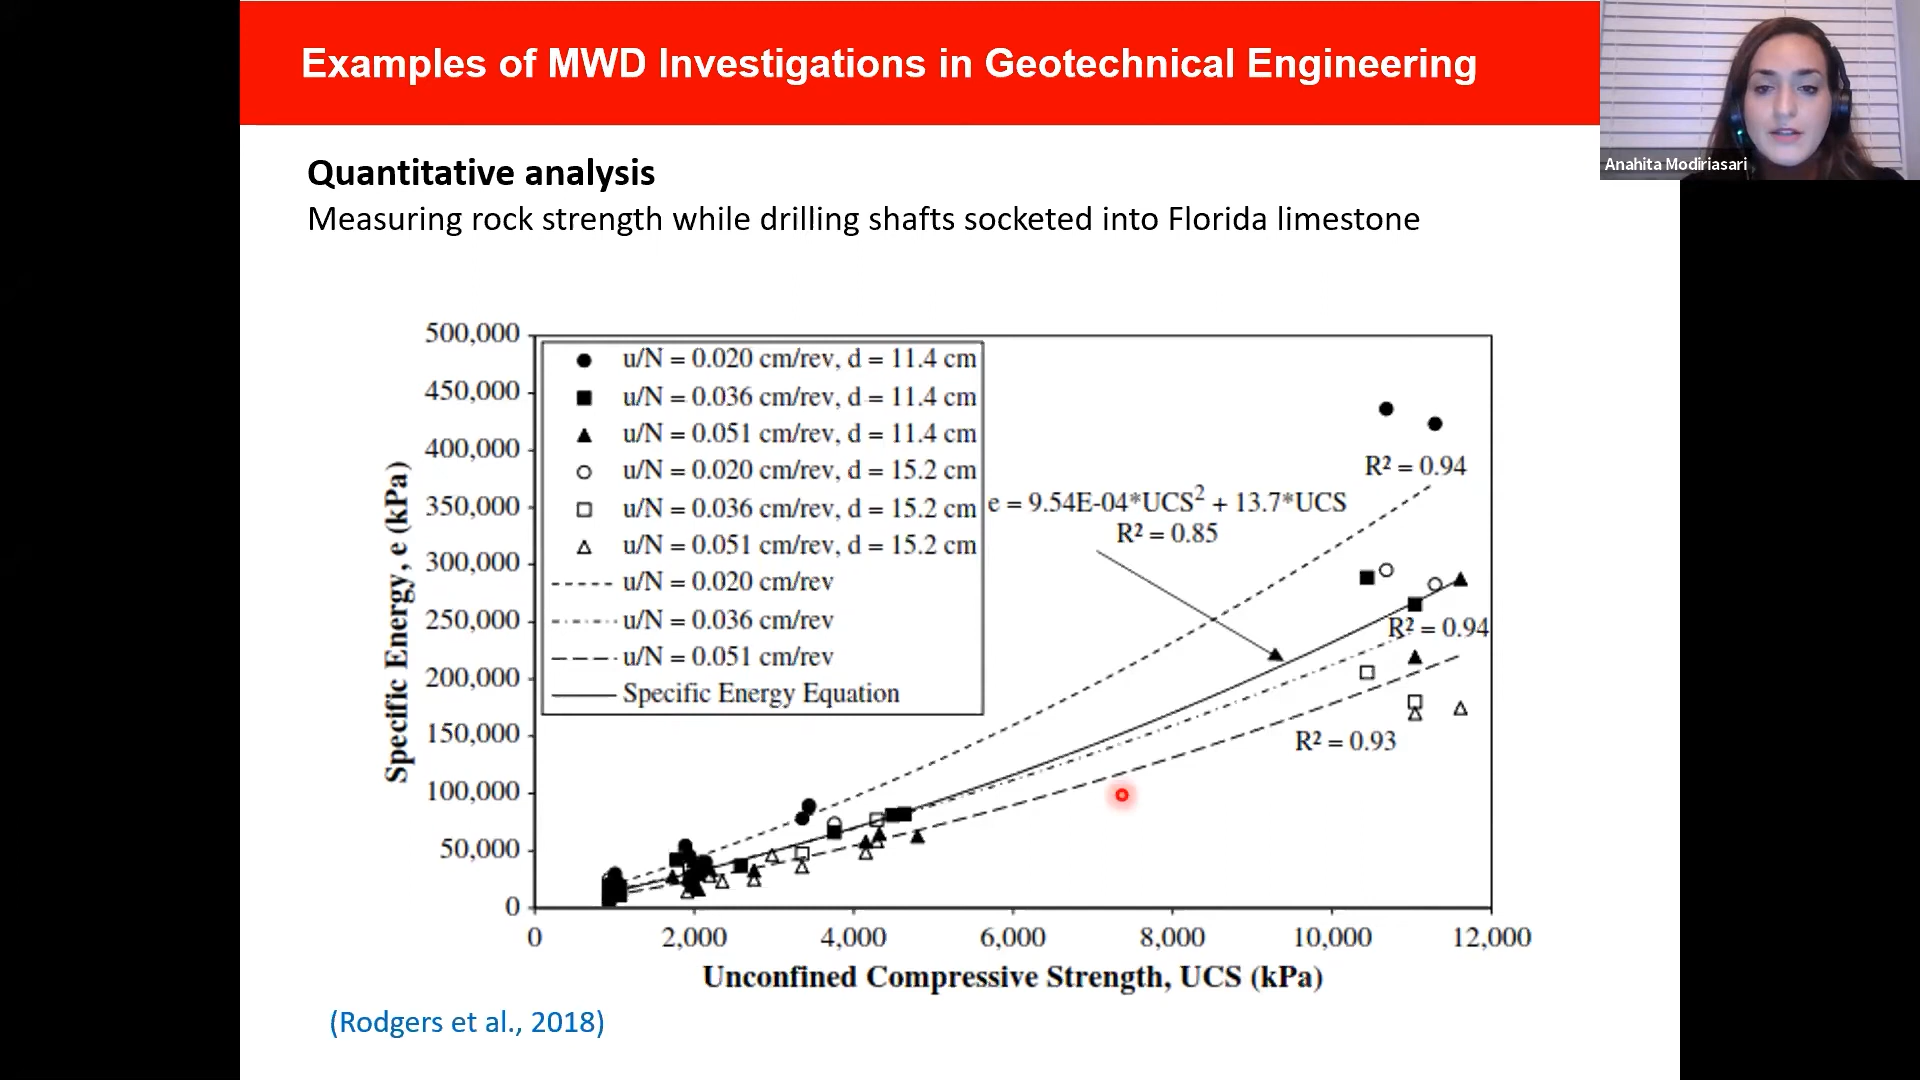 Examples of MWD Investigations in Geotechnical Engineering
Anahita Modiriasari
Quantitative analysis
Measuring rock strength while drilling shafts socketed into Florida limestone
500,000
450,000
400,000
350,000
300,000
250,000
200,000
150,000
100,000
50,000
0
Specific Energy, e (kPa)
u/N = 0.020 cm/rev, d = 11.4 cm
u/N = 0.036 cm/rev, d = 11.4 cm
u/N = 0.051 cm/rev, d = 11.4 cm
u/N = 0.020 cm/rev, d = 15.2 cm
u/N = 0.036 cm/rev, d = 15.2 cm
u/N = 0.051 cm/rev, d = 15.2 cm
u/N = 0.020 cm/rev
u/N = 0.036 cm/rev
u/N = 0.051 cm/rev
Specific Energy Equation
e = 9.54E-04*UCS² + 13.7*UCS
R² = 0.85
R² = 0.94
R² = 0.94
R² = 0.93
0 2,000 4,000 6,000 8,000 10,000 12,000
Unconfined Compressive Strength, UCS (kPa)
(Rodgers et al., 2018)